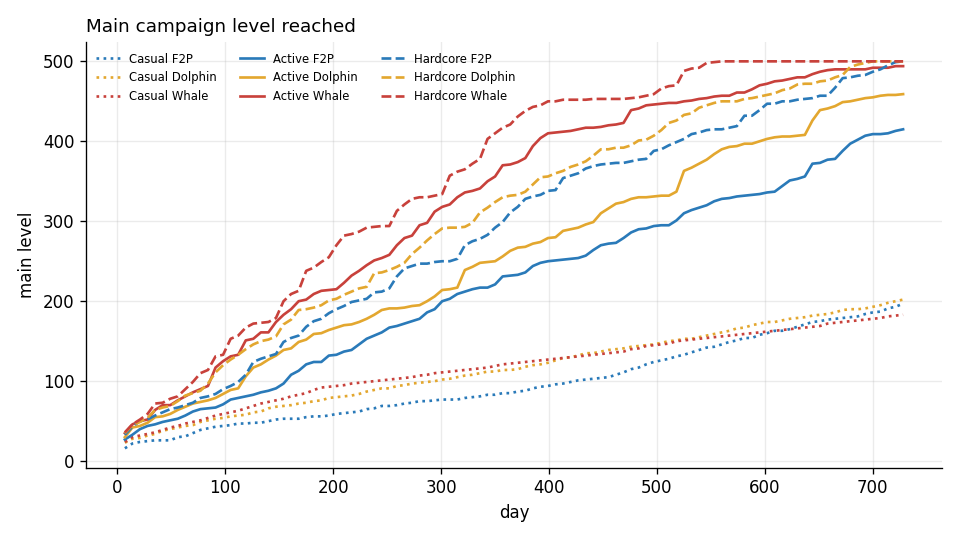 Main campaign level reached
Casual F2P
Casual Dolphin
Casual Whale
Active F2P
Active Dolphin
Active Whale
Hardcore F2P
Hardcore Dolphin
Hardcore Whale
500
400
300
200
100
0
main level
0 100 200 300 400 500 600 700
day